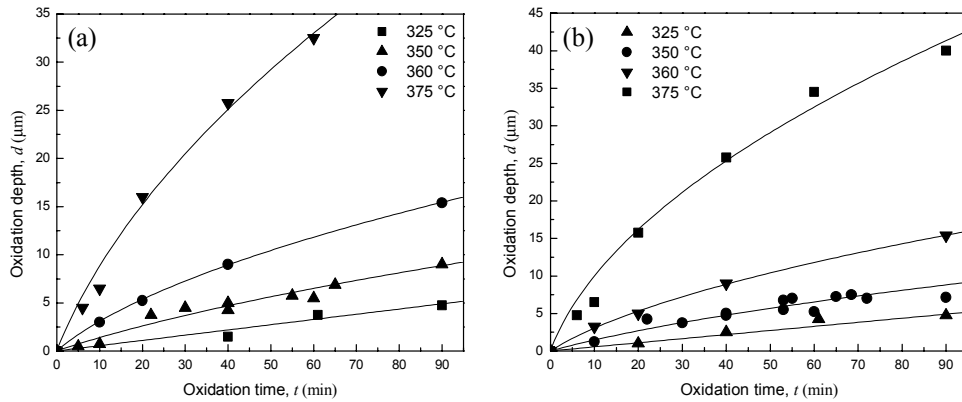 (a)
325 °C
350 °C
360 °C
375 °C
35
30
25
20
15
10
5
0
0 10 20 30 40 50 60 70 80 90
Oxidation depth, d (μm)
Oxidation time, t (min)
(b)
325 °C
350 °C
360 °C
375 °C
45
40
35
30
25
20
15
10
5
0
0 10 20 30 40 50 60 70 80 90
Oxidation depth, d (μm)
Oxidation time, t (min)